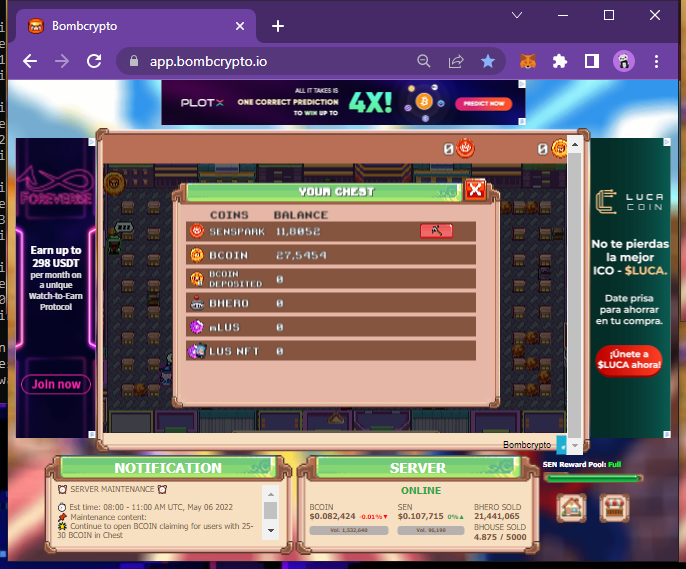 Bombcrypto
app.bombcrypto.io
PLOTX
ALL IT TAKES IS
ONE CORRECT PREDICTION
TO WIN UP TO
4X!
PREDICT NOW
0
0
FOREVERSE
Earn up to
298 USDT
per month on
a unique
Watch-to-Earn
Protocol
Join now
YOUR CHEST
COINS BALANCE
SENSPARK 11,8052
BCOIN 27,5454
BCOIN
DEPOSITED 0
BHERO 0
mLUS 0
LUS NFT 0
LUCA
COIN
No te pierdas
la mejor
ICO - $LUCA.
Date prisa
para ahorrar
en tu compra.
¡Únete a
$LUCA ahora!
Bombcrypto
NOTIFICATION
SERVER MAINTENANCE
Est time: 08:00 - 11:00 AM UTC, May 06 2022
Maintenance content:
Continue to open BCOIN claiming for users with 25-
30 BCOIN in Chest
SERVER
ONLINE
BCOIN
$0.082,424 -0.01%▼
SEN
$0.107,715 0%▲
BHERO SOLD
21,441,065
BHOUSE SOLD
4.875 / 5000
SEN Reward Pool: Full